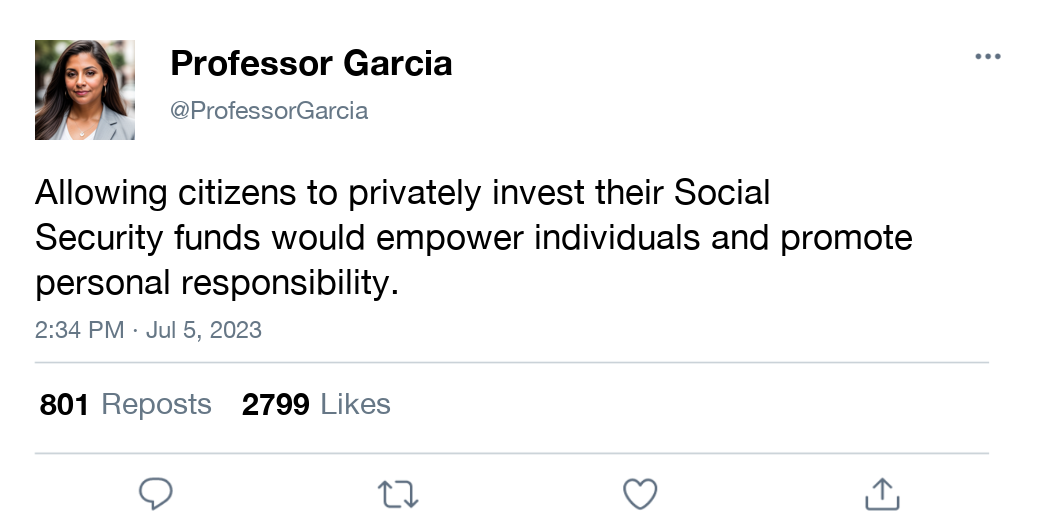 Professor Garcia
@ProfessorGarcia
Allowing citizens to privately invest their Social
Security funds would empower individuals and promote
personal responsibility.
2:34 PM · Jul 5, 2023
801 Reposts 2799 Likes